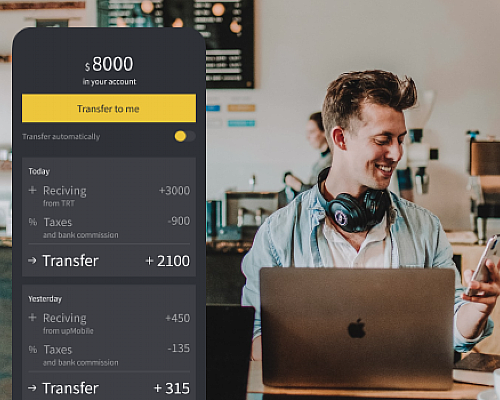 $ 8000
in your account
Transfer to me
Transfer automatically
Today
+ Reciving +3000
from TRT
% Taxes -900
and bank commission
→ Transfer + 2100
Yesterday
+ Reciving +450
from upMobile
% Taxes -135
and bank commission
→ Transfer + 315